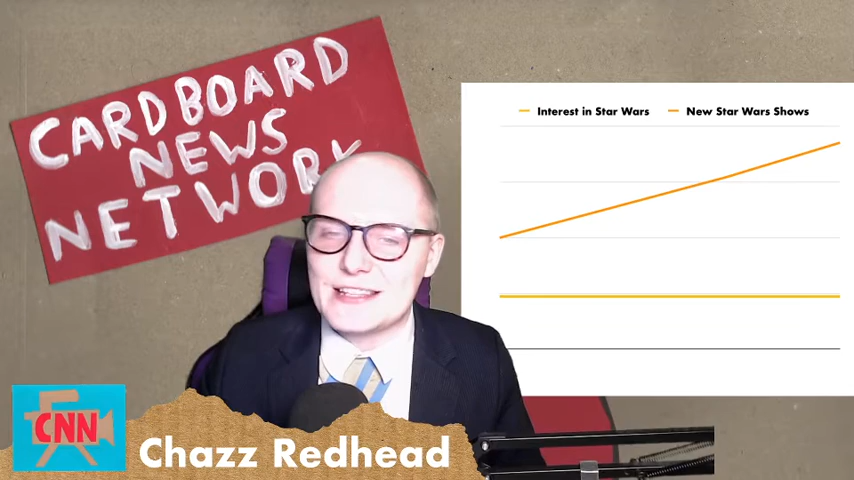 CARDBOARD
NEWS
NETWORK
Interest in Star Wars
New Star Wars Shows
CNN
Chazz Redhead